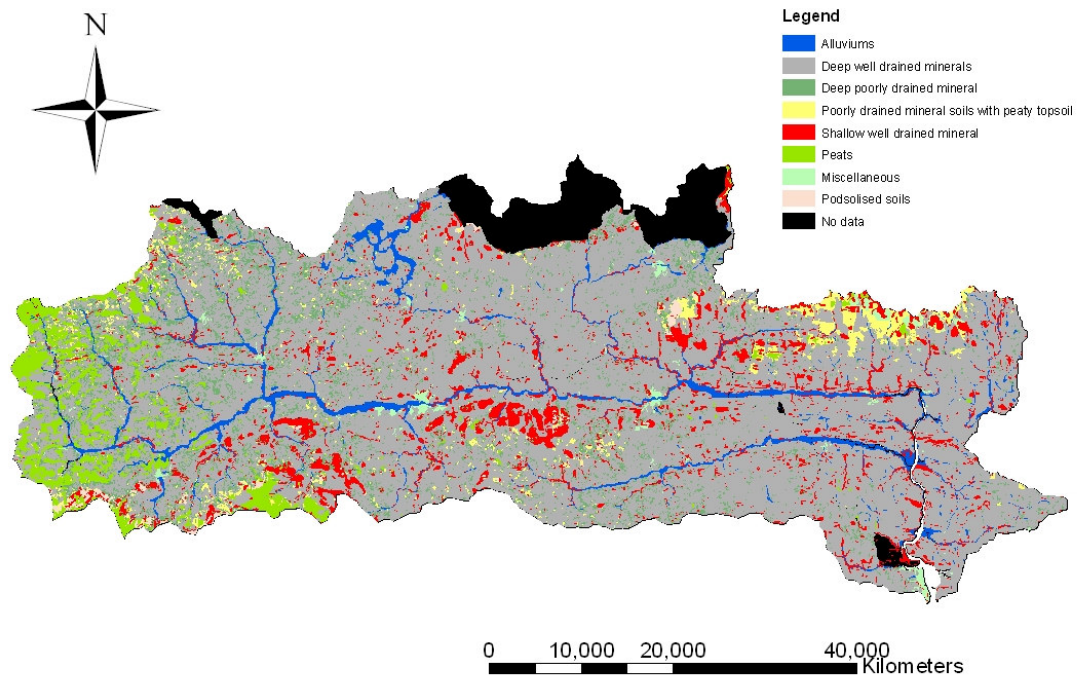 N
Legend
Alluviums
Deep well drained minerals
Deep poorly drained mineral
Poorly drained mineral soils with peaty topsoil
Shallow well drained mineral
Peats
Miscellaneous
Podsolised soils
No data
0 10,000 20,000 40,000
Kilometers